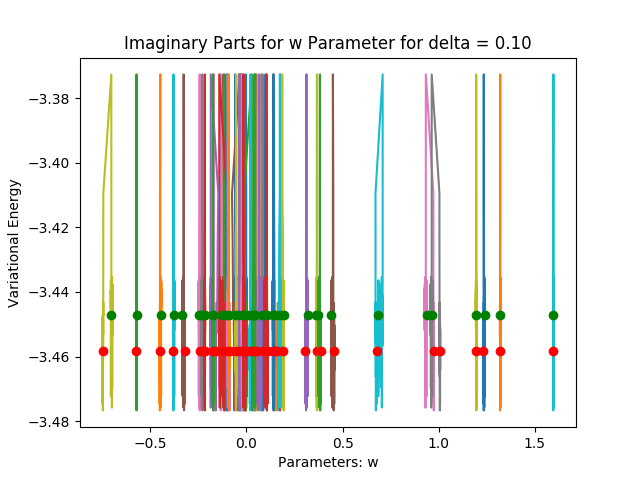 Imaginary Parts for w Parameter for delta = 0.10
Variational Energy
−3.38
−3.40
−3.42
−3.44
−3.46
−3.48
−0.5 0.0 0.5 1.0 1.5
Parameters: w